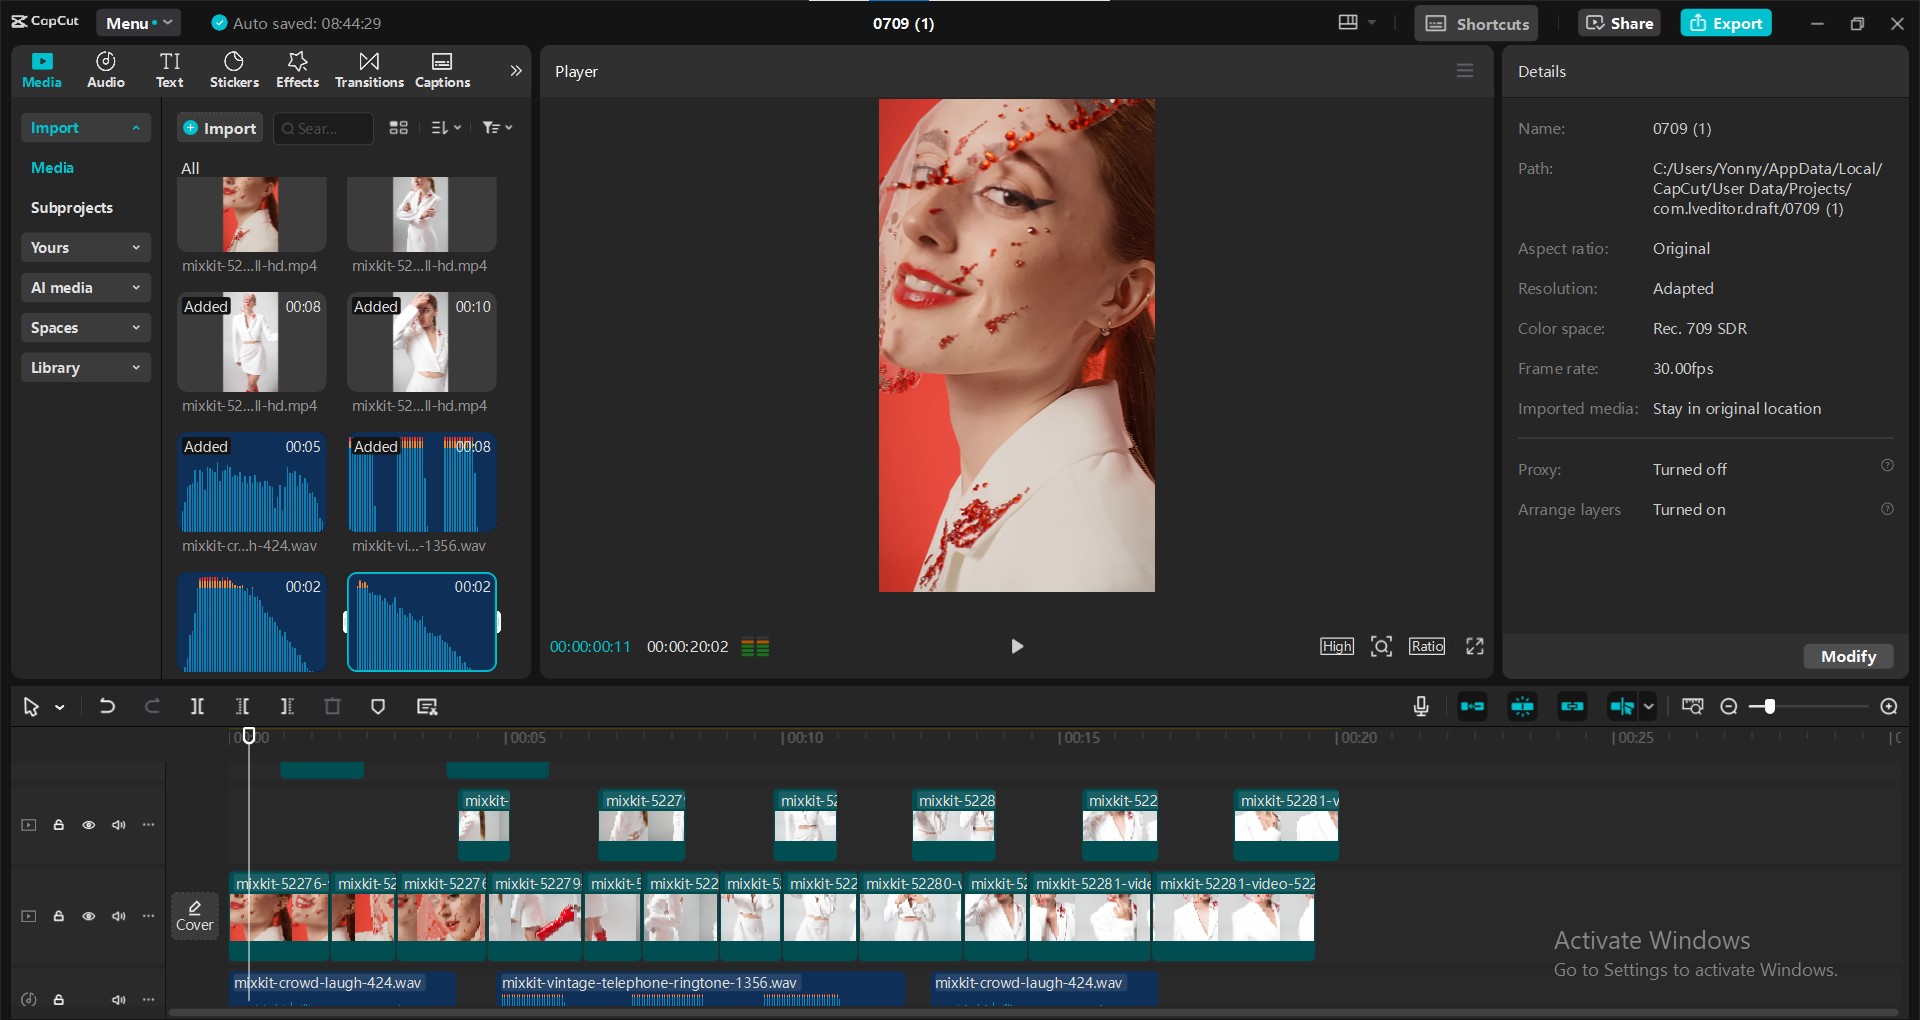 CapCut
Menu
Auto saved: 08:44:29
0709 (1)
Shortcuts
Share
Export
Media
Audio
Text
Stickers
Effects
Transitions
Captions
Import
Media
Subprojects
Yours
AI media
Spaces
Library
Import
Sear...
All
mixkit-52...ll-hd.mp4
mixkit-52...ll-hd.mp4
Added
00:08
Added
00:10
mixkit-52...ll-hd.mp4
mixkit-52...ll-hd.mp4
Added
00:05
Added
00:08
mixkit-cr...h-424.wav
mixkit-vi...-1356.wav
00:02
00:02
Player
00:00:00:11
00:00:20:02
High
Ratio
Details
Name:
0709 (1)
Path:
C:/Users/Yonny/AppData/Local/
CapCut/User Data/Projects/
com.lveditor.draft/0709 (1)
Aspect ratio:
Original
Resolution:
Adapted
Color space:
Rec. 709 SDR
Frame rate:
30.00fps
Imported media:
Stay in original location
Proxy:
Turned off
Arrange layers
Turned on
Modify
00:00
00:05
00:10
00:15
00:20
00:25
mixkit-
mixkit-5227
mixkit-52
mixkit-5228
mixkit-522
mixkit-52281-v
Cover
mixkit-52276-
mixkit-52
mixkit-52276
mixkit-52279-
mixkit-5
mixkit-522
mixkit-5
mixkit-522
mixkit-52280-v
mixkit-52
mixkit-52281-vide
mixkit-52281-video-522
mixkit-crowd-laugh-424.wav
mixkit-vintage-telephone-ringtone-1356.wav
mixkit-crowd-laugh-424.wav
Activate Windows
Go to Settings to activate Windows.